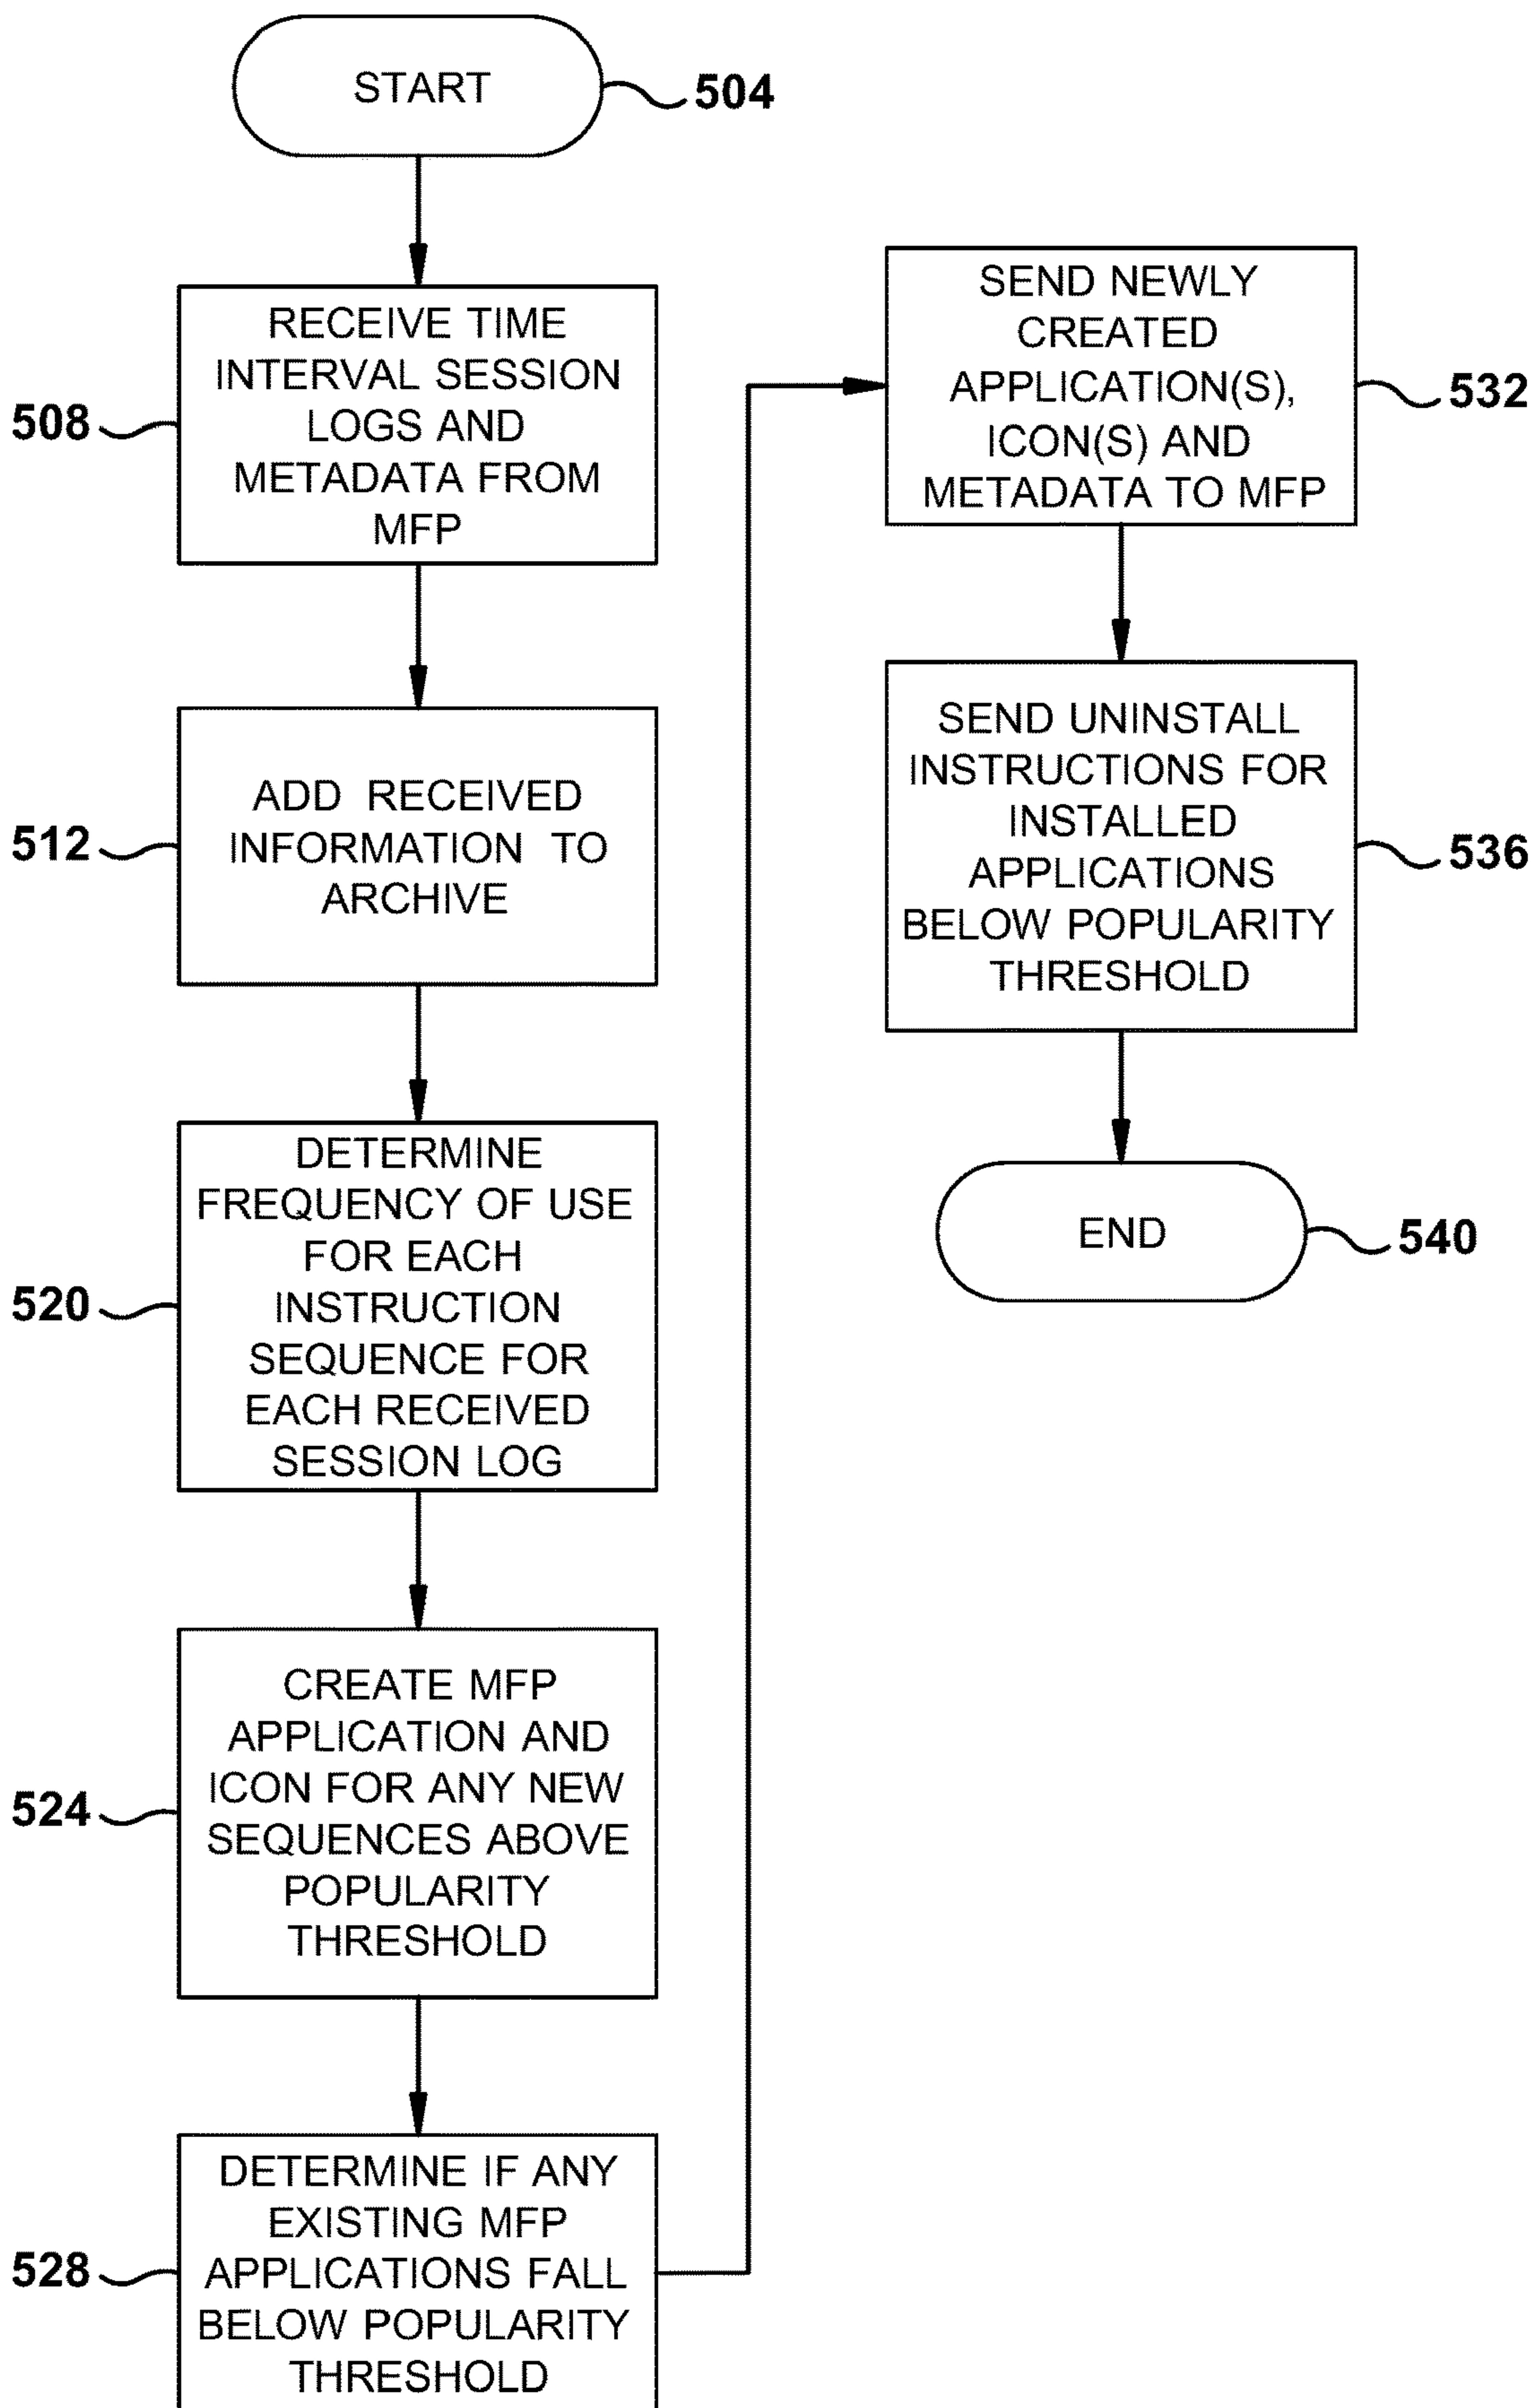 START
504
RECEIVE TIME
INTERVAL SESSION
LOGS AND
METADATA FROM
MFP
508
ADD RECEIVED
INFORMATION TO
ARCHIVE
512
DETERMINE
FREQUENCY OF USE
FOR EACH
INSTRUCTION
SEQUENCE FOR
EACH RECEIVED
SESSION LOG
520
CREATE MFP
APPLICATION AND
ICON FOR ANY NEW
SEQUENCES ABOVE
POPULARITY
THRESHOLD
524
DETERMINE IF ANY
EXISTING MFP
APPLICATIONS FALL
BELOW POPULARITY
THRESHOLD
528
SEND NEWLY
CREATED
APPLICATION(S),
ICON(S) AND
METADATA TO MFP
532
SEND UNINSTALL
INSTRUCTIONS FOR
INSTALLED
APPLICATIONS
BELOW POPULARITY
THRESHOLD
536
END
540